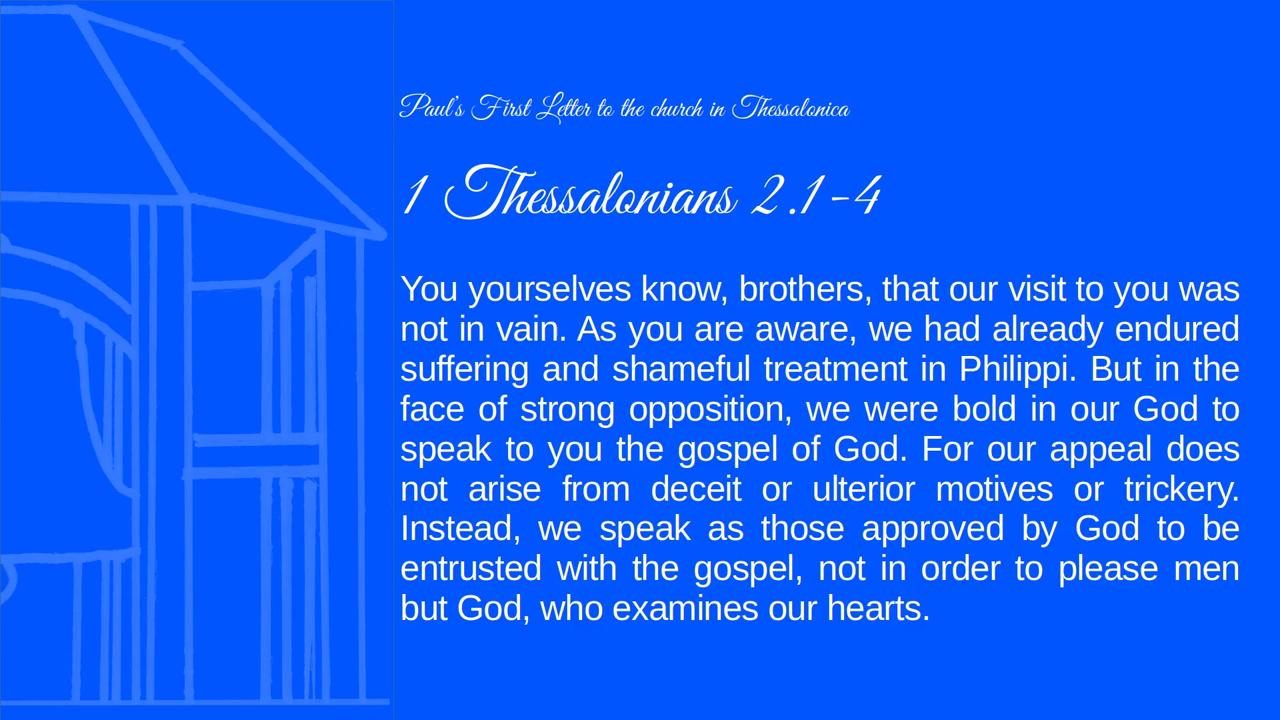 Paul's First Letter to the church in Thessalonica
1 Thessalonians 2.1-4
You yourselves know, brothers, that our visit to you was
not in vain. As you are aware, we had already endured
suffering and shameful treatment in Philippi. But in the
face of strong opposition, we were bold in our God to
speak to you the gospel of God. For our appeal does
not arise from deceit or ulterior motives or trickery.
Instead, we speak as those approved by God to be
entrusted with the gospel, not in order to please men
but God, who examines our hearts.